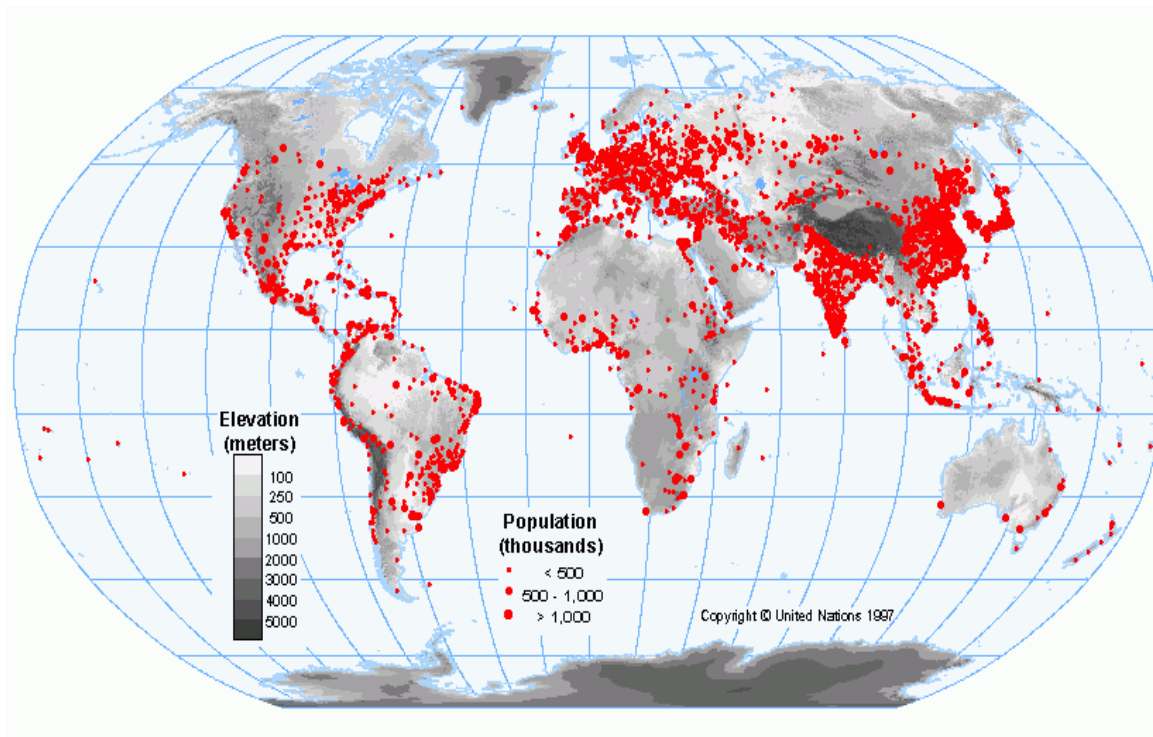 Elevation
(meters)
100
250
500
1000
2000
3000
4000
5000
Population
(thousands)
< 500
500 - 1,000
> 1,000
Copyright © United Nations 1997